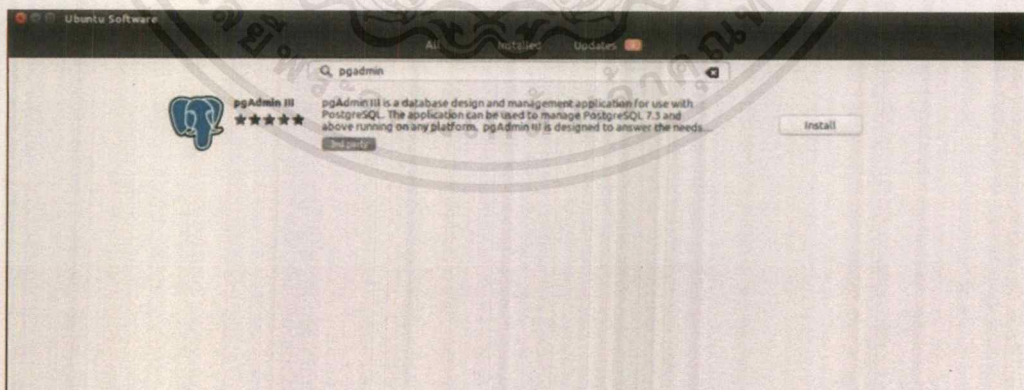 Ubuntu Software
All Installed Updates
pgadmin
pgAdmin III
pgAdmin III is a database design and management application for use with
PostgreSQL. The application can be used to manage PostgreSQL 7.3 and
above running on any platform. pgAdmin III is designed to answer the needs...
3rd party
Install